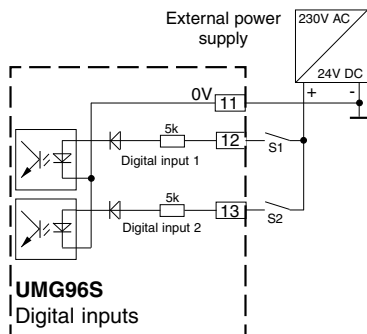 External power
supply
230V AC
24V DC
+ -
0V
11
5k
12
S1
Digital input 1
5k
13
S2
Digital input 2
UMG96S
Digital inputs